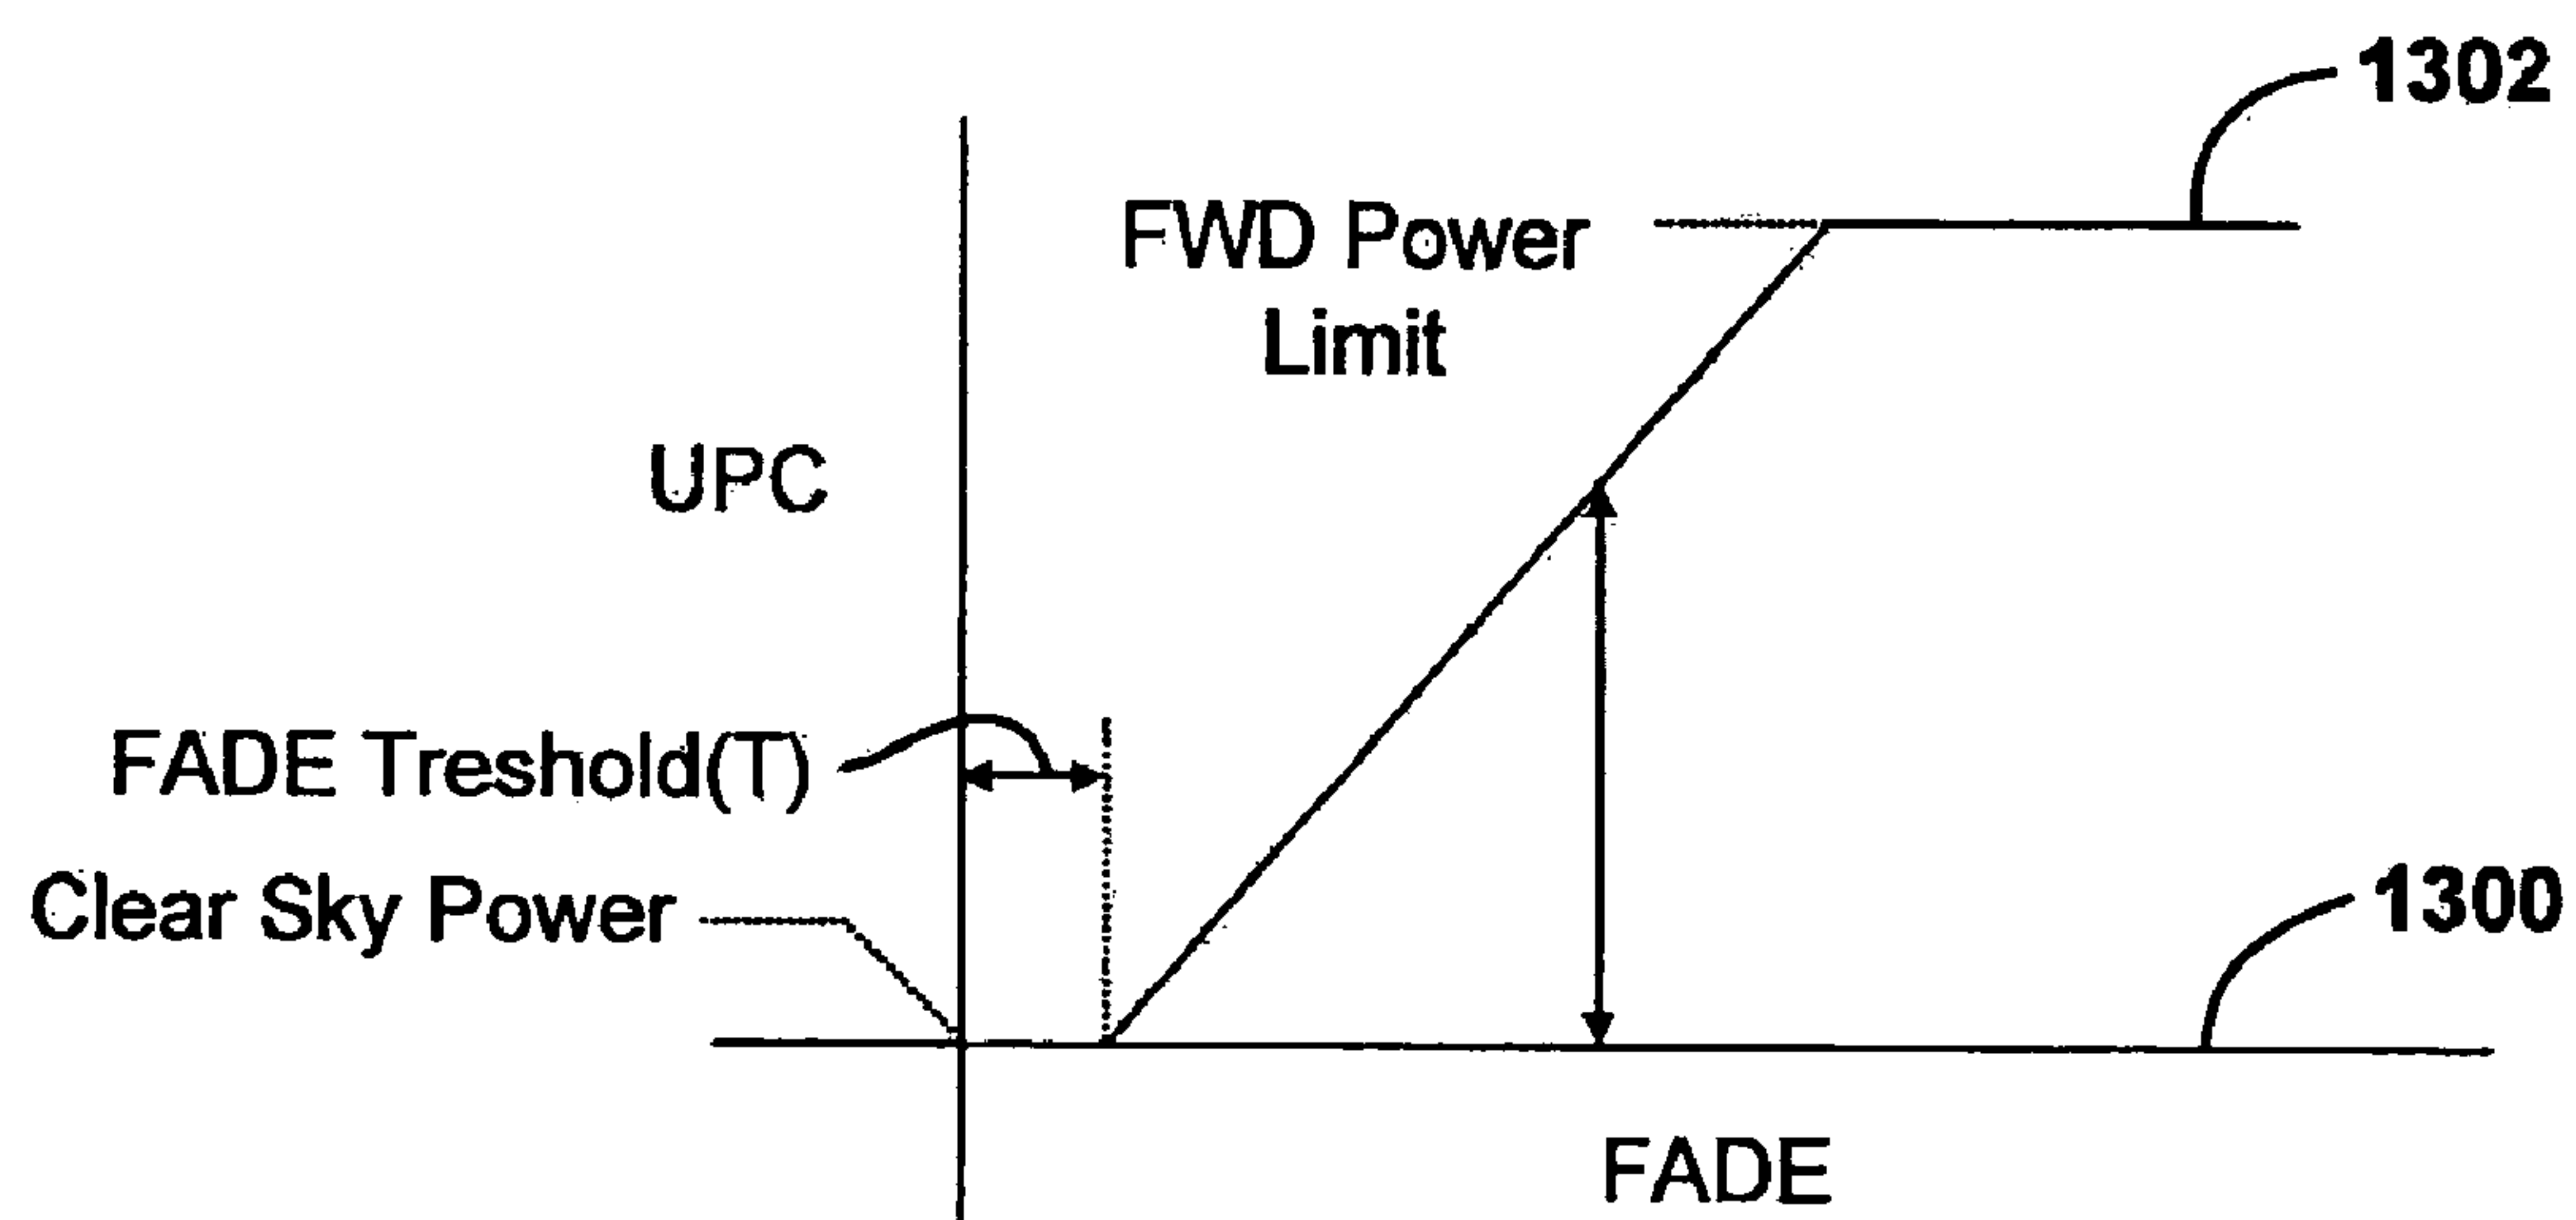 1302
FWD Power
Limit
UPC
FADE Treshold(T)
Clear Sky Power
1300
FADE